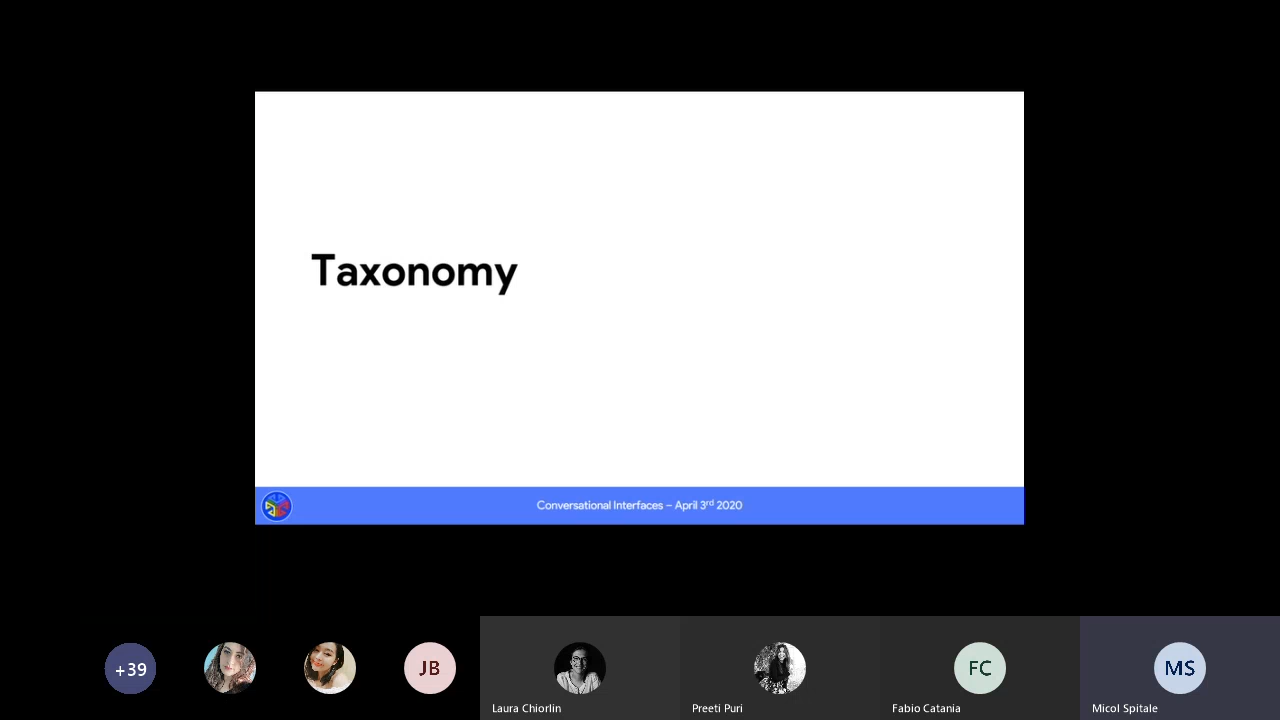 Taxonomy
Conversational Interfaces – April 3rd 2020
+39
JB
FC
MS
Laura Chiorlin
Preeti Puri
Fabio Catania
Micol Spitale